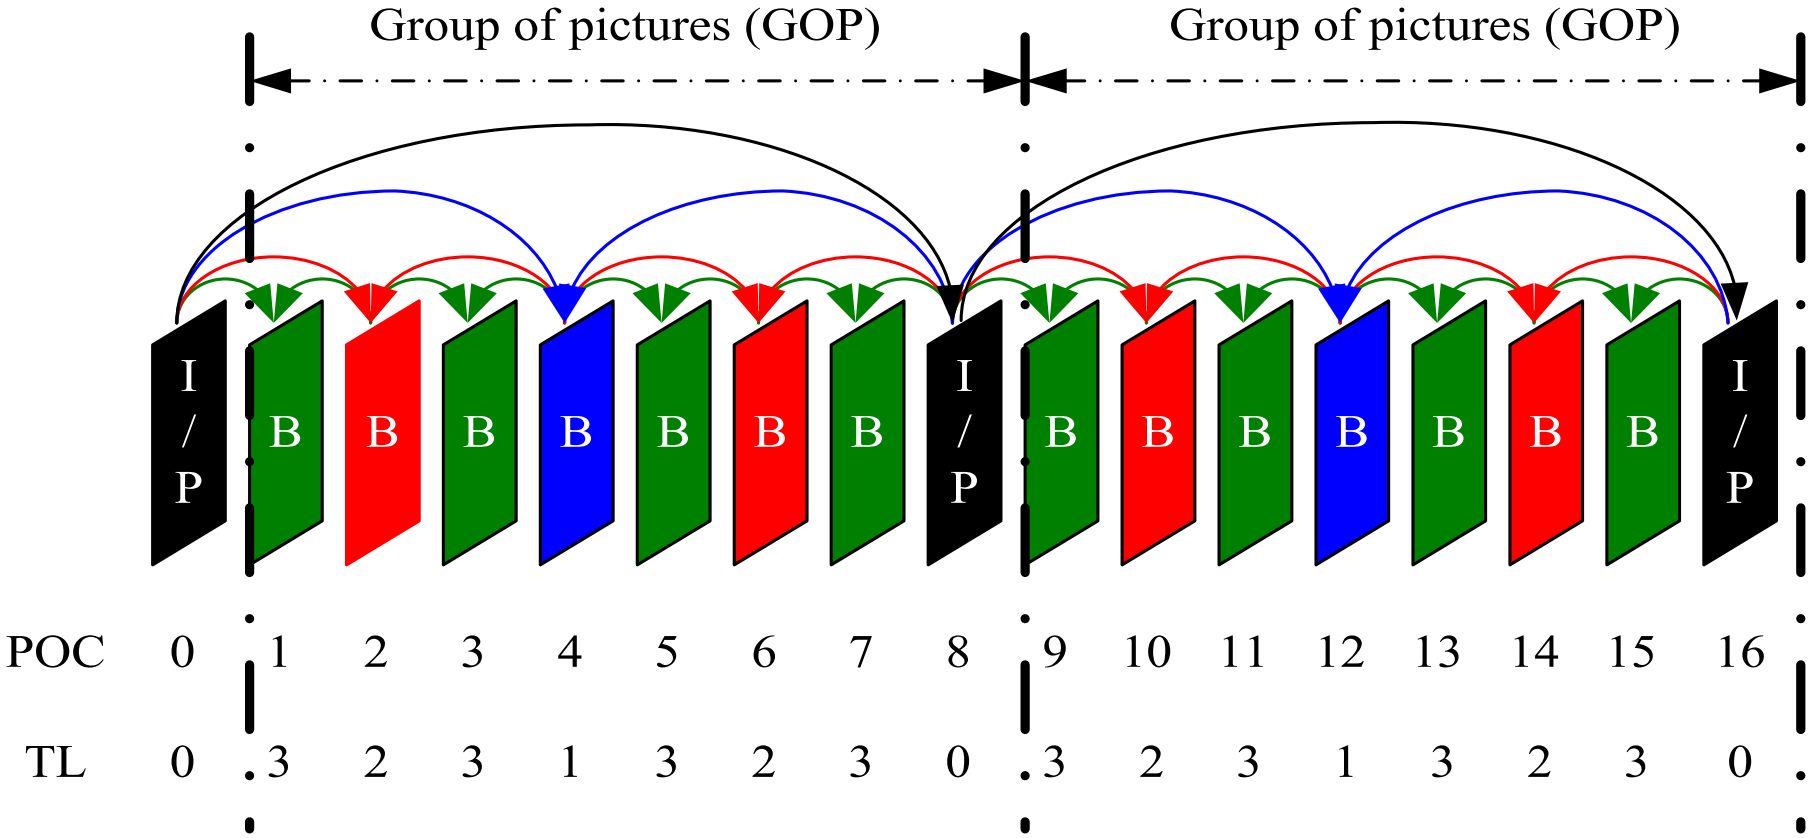 Group of pictures (GOP) Group of pictures (GOP)
I / P B B B B B B B I / P B B B B B B B I / P
POC 0 1 2 3 4 5 6 7 8 9 10 11 12 13 14 15 16
TL 0 3 2 3 1 3 2 3 0 3 2 3 1 3 2 3 0